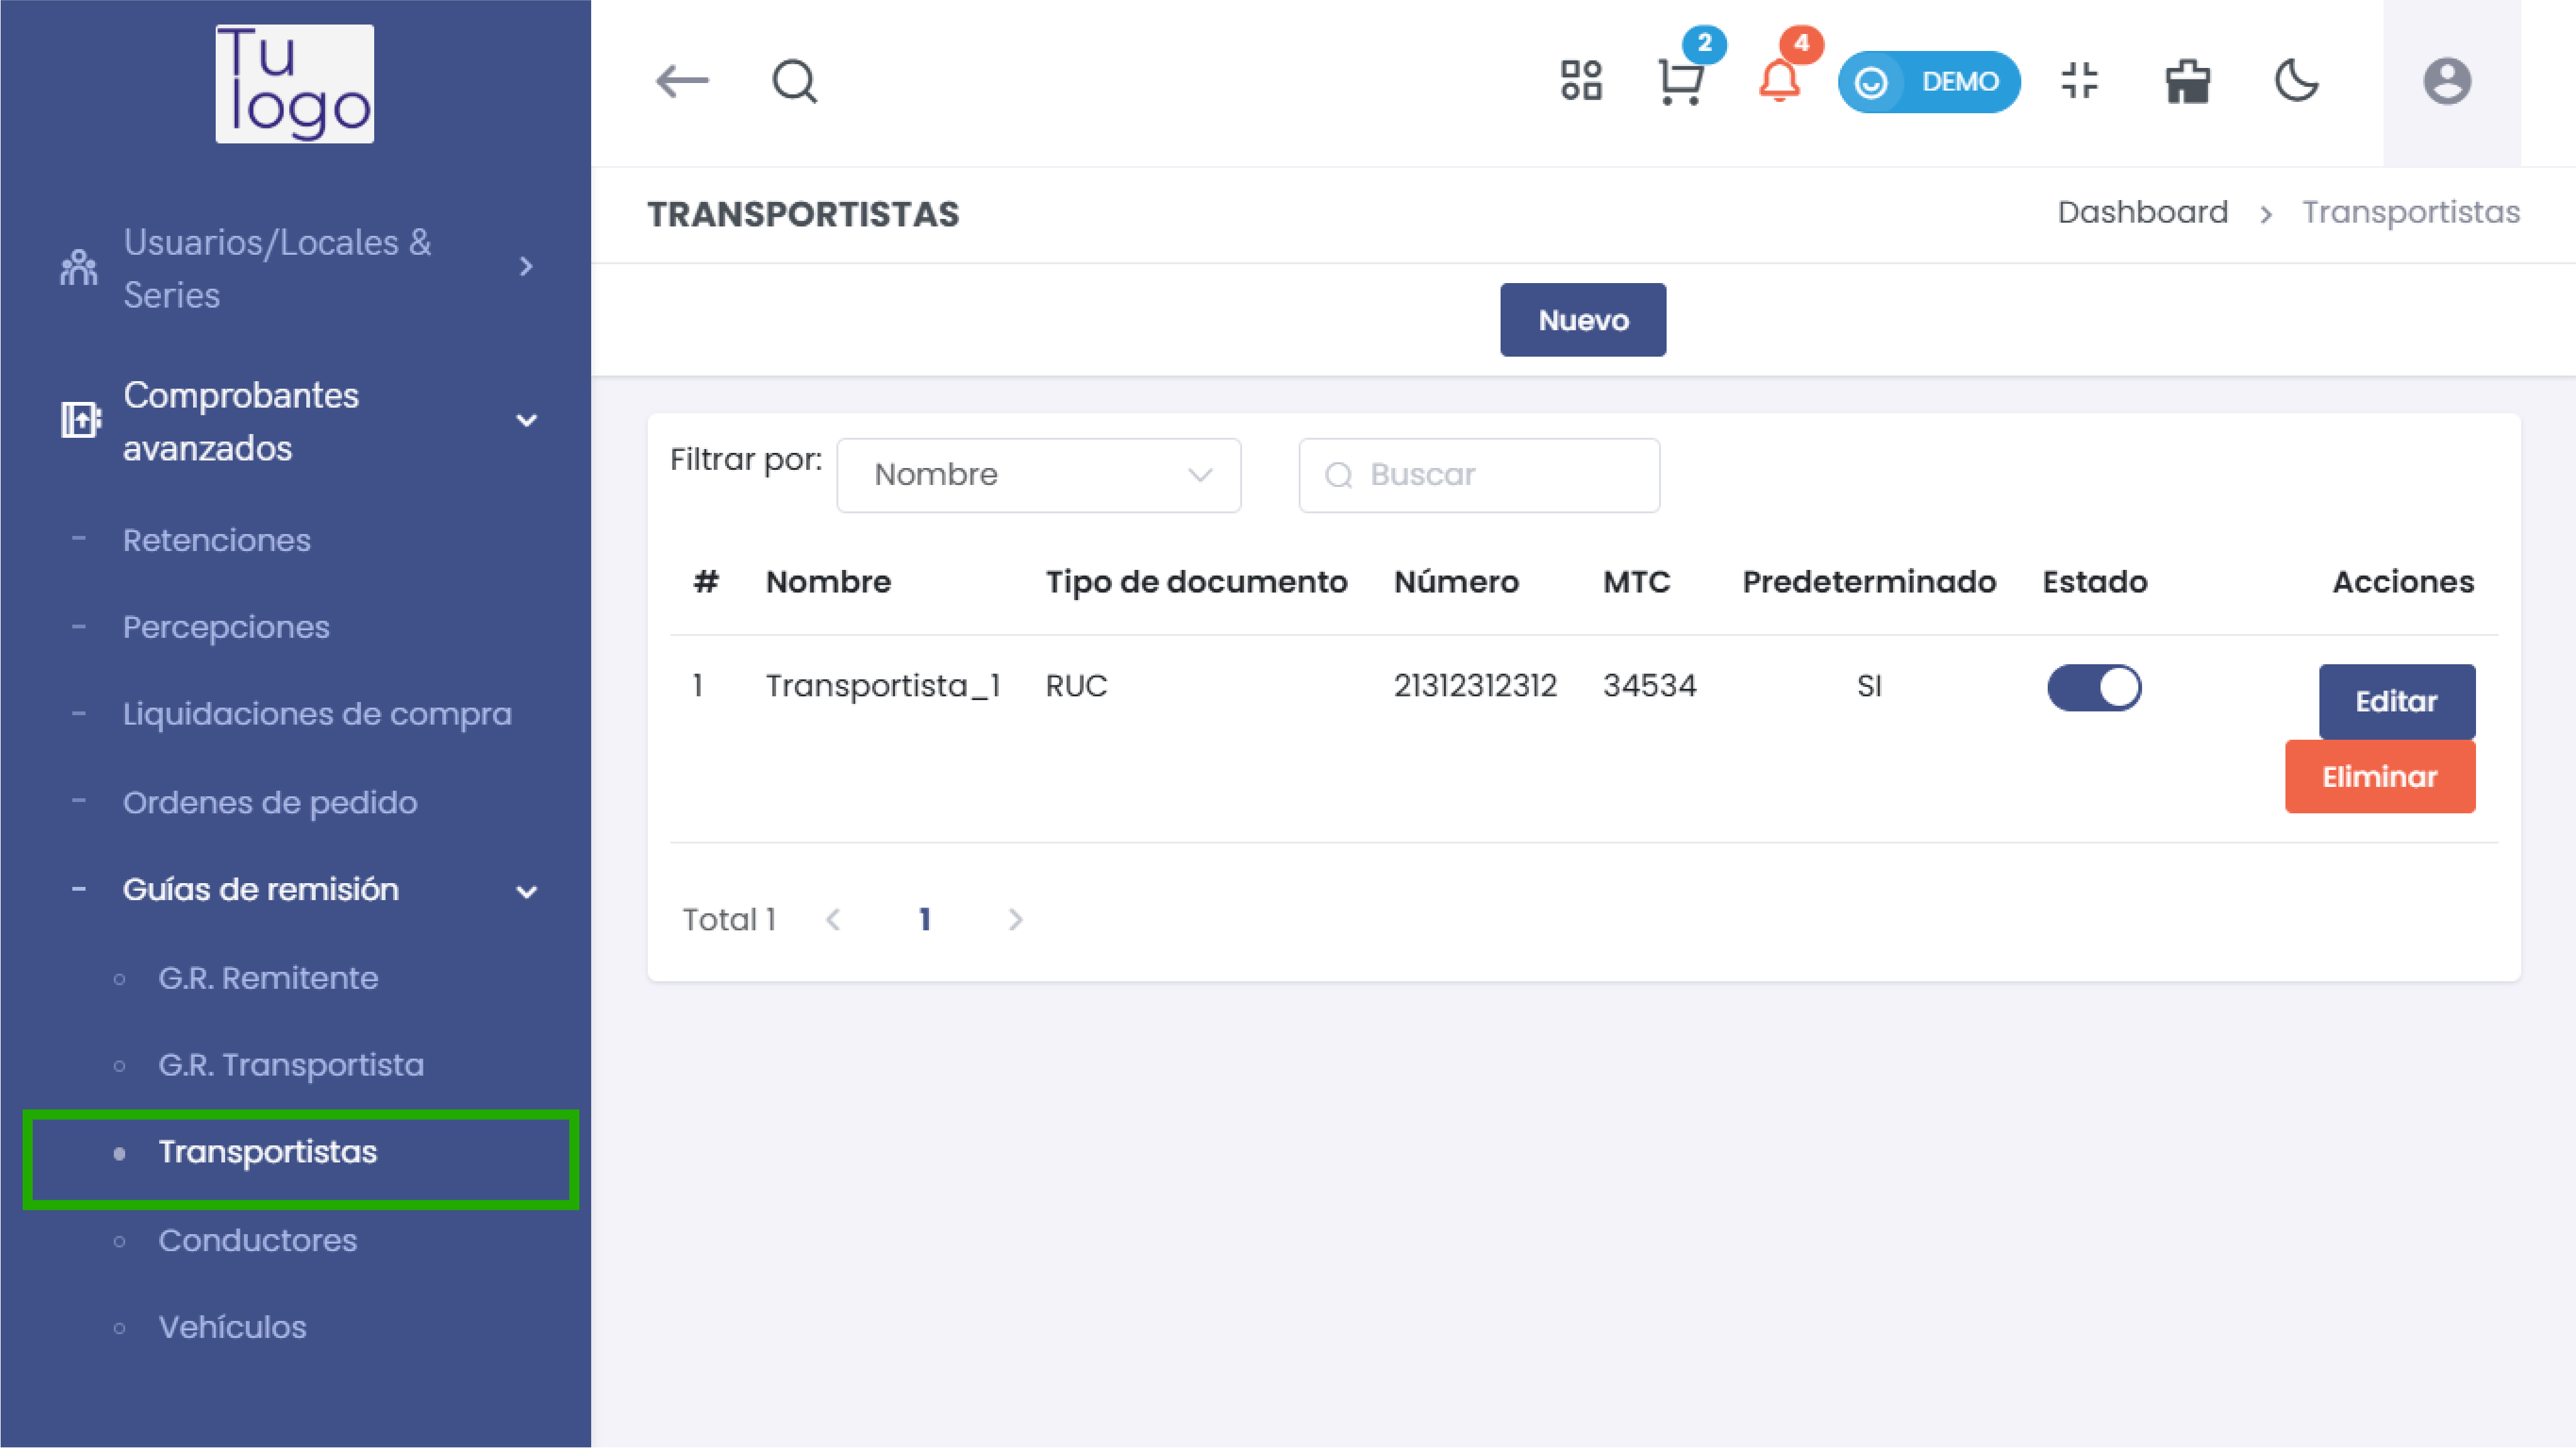 Tu
logo
Usuarios/Locales &
Series
Comprobantes
avanzados
- Retenciones
- Percepciones
- Liquidaciones de compra
- Ordenes de pedido
- Guías de remisión
G.R. Remitente
G.R. Transportista
Transportistas
Conductores
Vehículos
2
4
DEMO
TRANSPORTISTAS
Dashboard > Transportistas
Nuevo
Filtrar por: Nombre Buscar
# Nombre Tipo de documento Número MTC Predeterminado Estado Acciones
1 Transportista_1 RUC 21312312312 34534 SI Editar
Eliminar
Total 1 < 1 >